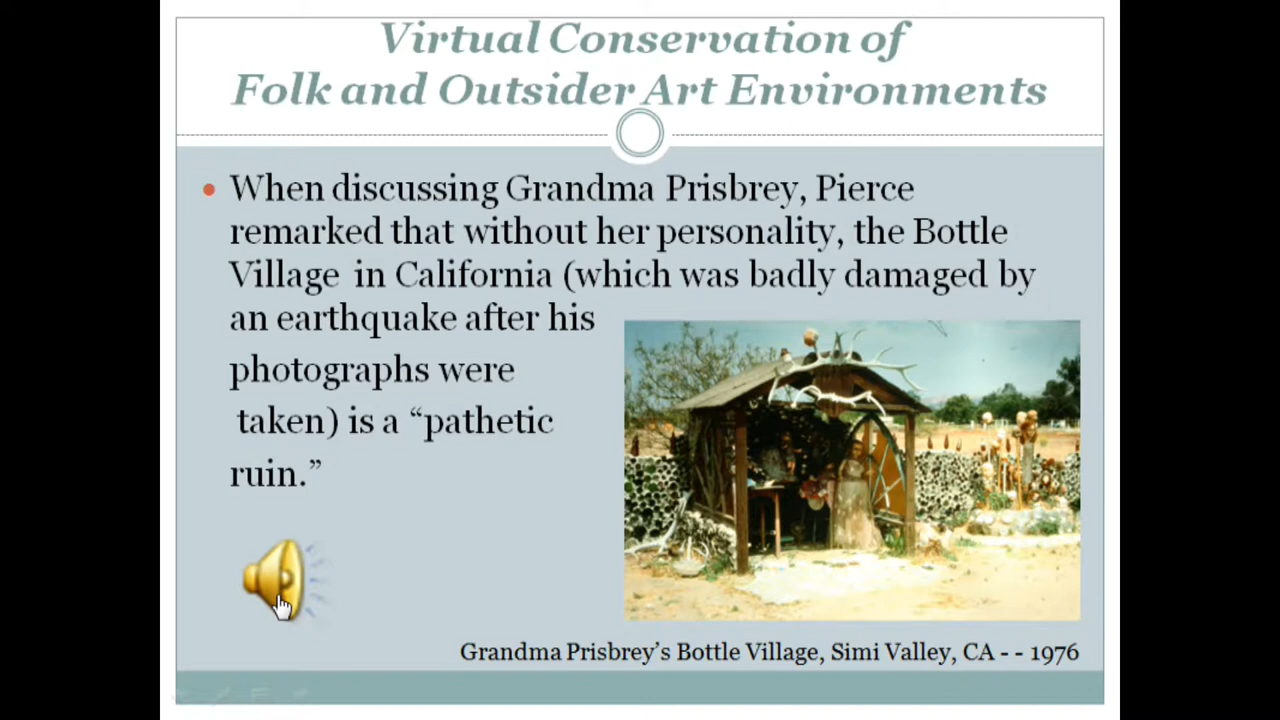 Virtual Conservation of
Folk and Outsider Art Environments
• When discussing Grandma Prisbrey, Pierce
remarked that without her personality, the Bottle
Village in California (which was badly damaged by
an earthquake after his
photographs were
taken) is a “pathetic
ruin.”
Grandma Prisbrey’s Bottle Village, Simi Valley, CA - - 1976